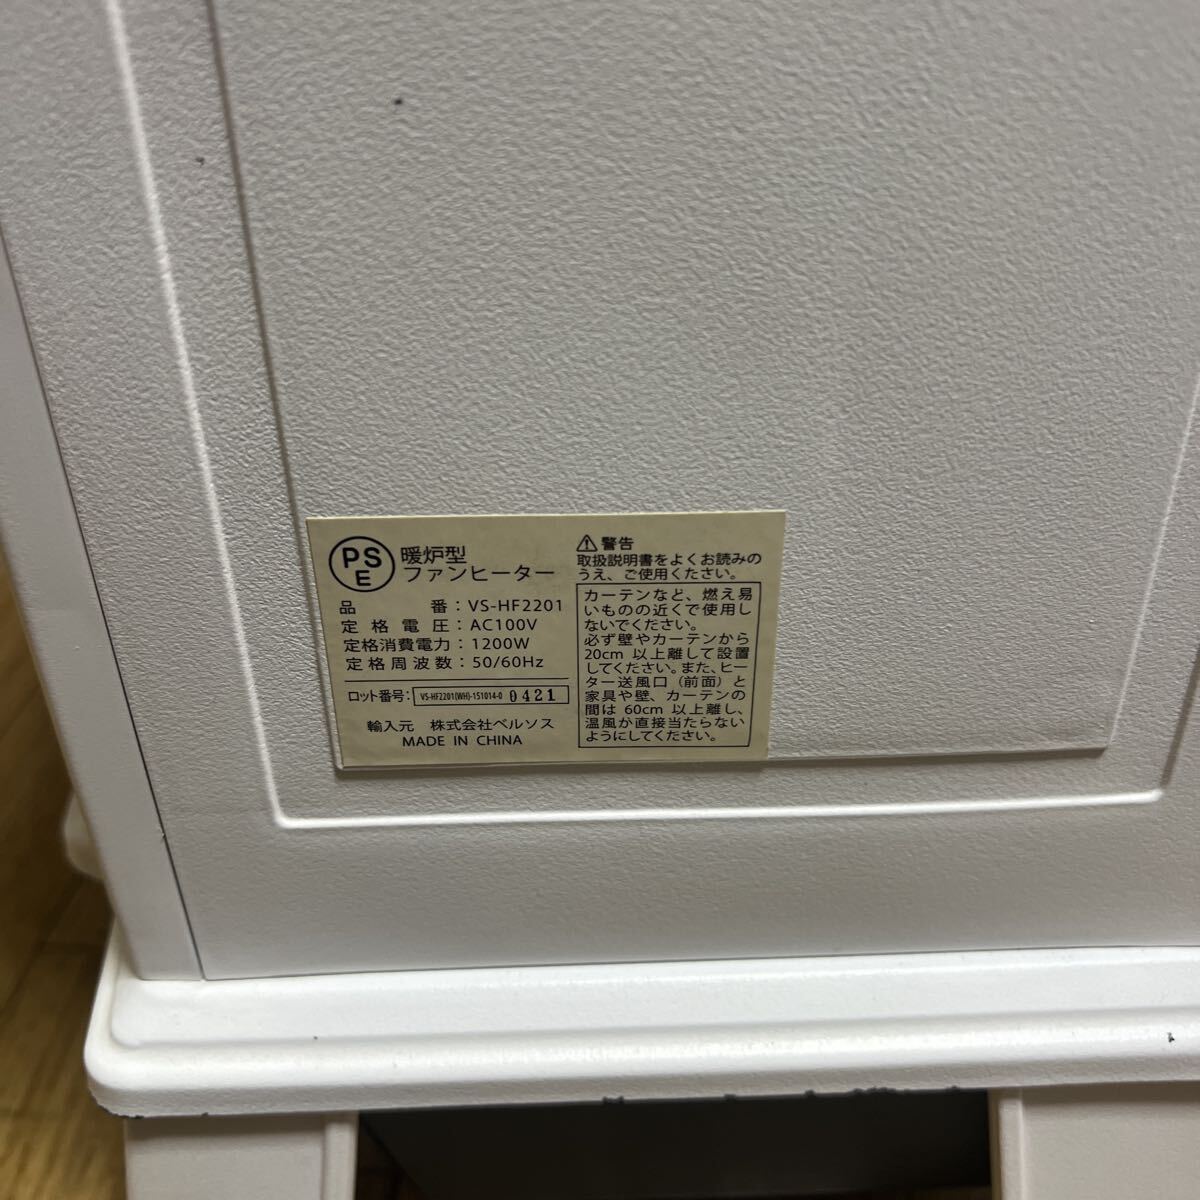 PS
E
暖炉型
ファンヒーター
品番：VS-HF2201
定格電圧：AC100V
定格消費電力：1200W
定格周波数：50/60Hz
ロット番号： VS-HF2201(WH)-151014-0 0421
輸入元 株式会社ベルソス
MADE IN CHINA
⚠警告
取扱説明書をよくお読みの
うえ、ご使用ください。
カーテンなど、燃え易
いものの近くで使用し
ないでください。
必ず壁やカーテンから
20cm 以上離して設置
してください。また、ヒー
ター送風口（前面）と
家具や壁、カーテンの
間は 60cm 以上離し、
温風が直接当たらない
ようにしてください。